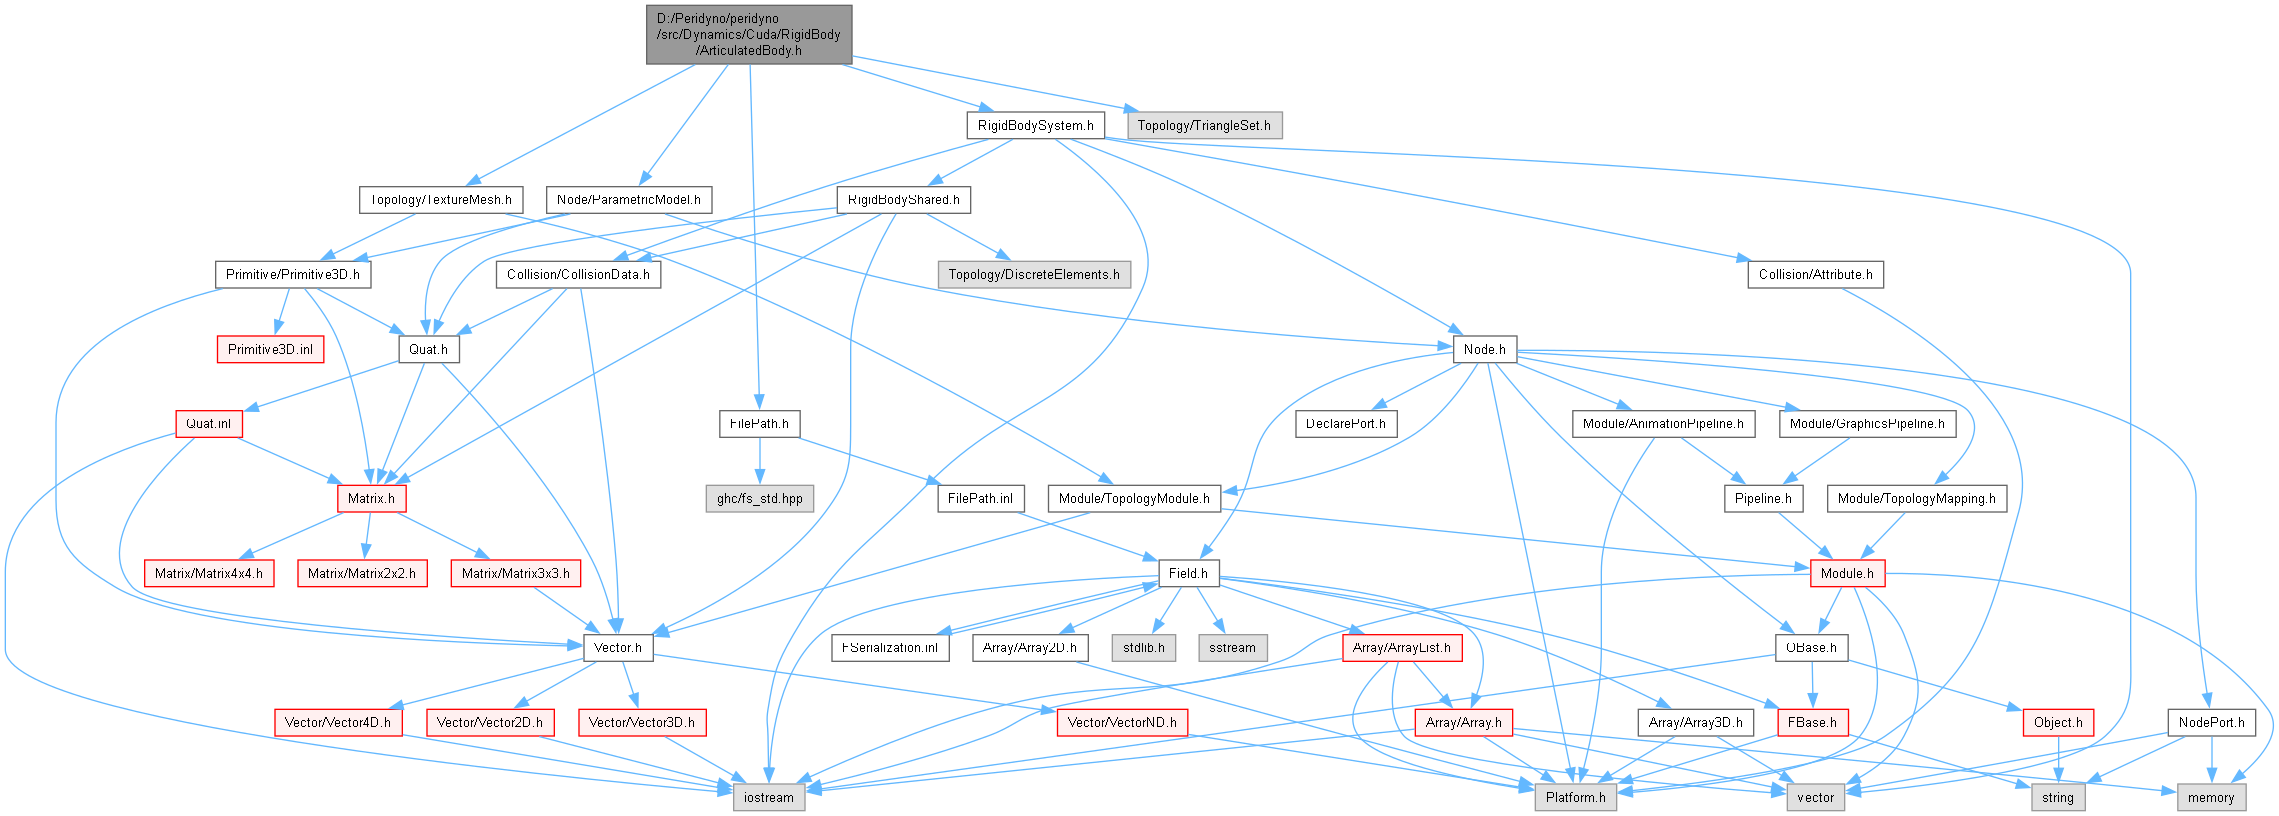 D:/Peridyno/peridyno
/src/Dynamics/Cuda/RigidBody
/ArticulatedBody.h
RigidBodySystem.h
Topology/TriangleSet.h
Topology/TextureMesh.h
Node/ParametricModel.h
RigidBodyShared.h
Primitive/Primitive3D.h
Collision/CollisionData.h
Topology/DiscreteElements.h
Collision/Attribute.h
Primitive3D.inl
Quat.h
Node.h
Quat.inl
FilePath.h
DeclarePort.h
Module/AnimationPipeline.h
Module/GraphicsPipeline.h
Matrix.h
ghc/fs_std.hpp
FilePath.inl
Module/TopologyModule.h
Pipeline.h
Module/TopologyMapping.h
Matrix/Matrix4x4.h
Matrix/Matrix2x2.h
Matrix/Matrix3x3.h
Field.h
Module.h
Vector.h
FSerialization.inl
Array/Array2D.h
stdlib.h
sstream
Array/ArrayList.h
OBase.h
Vector/Vector4D.h
Vector/Vector2D.h
Vector/Vector3D.h
Vector/VectorND.h
Array/Array.h
Array/Array3D.h
FBase.h
Object.h
NodePort.h
iostream
Platform.h
vector
string
memory